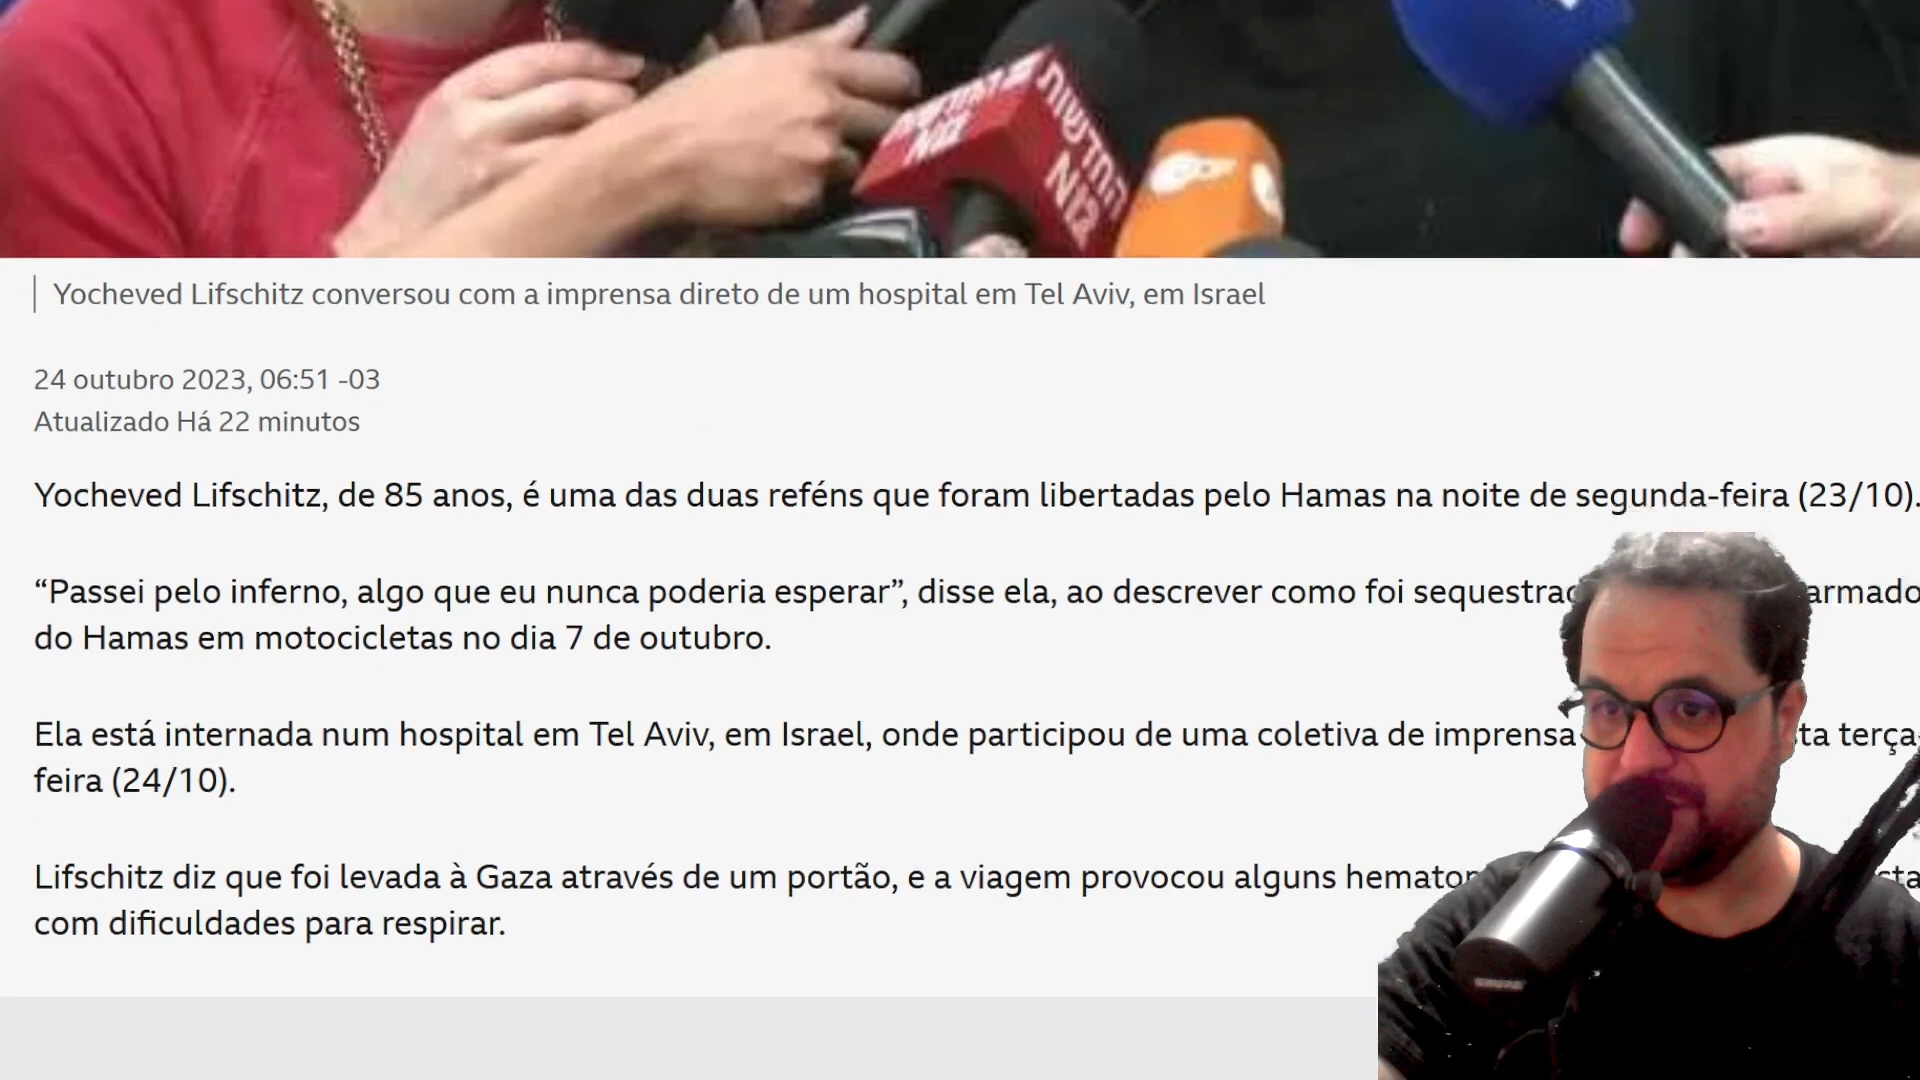 החדשות
N12
Yocheved Lifschitz conversou com a imprensa direto de um hospital em Tel Aviv, em Israel
24 outubro 2023, 06:51 -03
Atualizado Há 22 minutos
Yocheved Lifschitz, de 85 anos, é uma das duas reféns que foram libertadas pelo Hamas na noite de segunda-feira (23/10).
“Passei pelo inferno, algo que eu nunca poderia esperar”, disse ela, ao descrever como foi armado
do Hamas em motocicletas no dia 7 de outubro.
Ela está internada num hospital em Tel Aviv, em Israel, onde participou de uma coletiva de imprensa terça-
feira (24/10).
Lifschitz diz que foi levada à Gaza através de um portão, e a viagem provocou alguns
com dificuldades para respirar.
SHURE